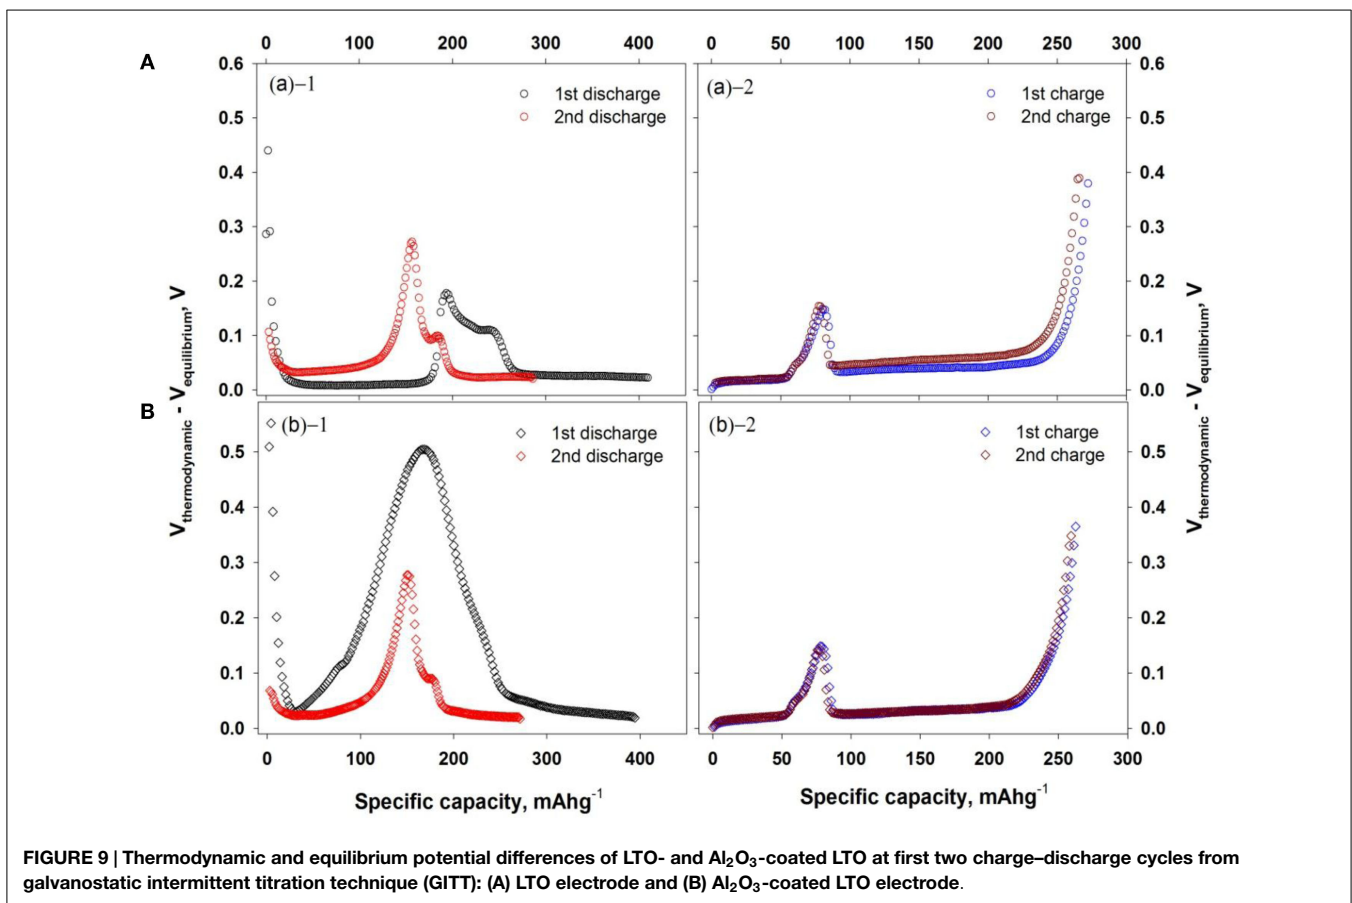 0 100 200 300 400
0 50 100 150 200 250 300
A
0.6
0.5
0.4
0.3
0.2
0.1
0.0
(a)–1
1st discharge
2nd discharge
(a)–2
1st charge
2nd charge
0.6
0.5
0.4
0.3
0.2
0.1
0.0
B
V_thermodynamic - V_equilibrium, V
V_thermodynamic - V_equilibrium, V
0.5
0.4
0.3
0.2
0.1
0.0
(b)–1
1st discharge
2nd discharge
(b)–2
1st charge
2nd charge
0.5
0.4
0.3
0.2
0.1
0.0
0 100 200 300 400
0 50 100 150 200 250 300
Specific capacity, mAhg⁻¹
Specific capacity, mAhg⁻¹
FIGURE 9 | Thermodynamic and equilibrium potential differences of LTO- and Al₂O₃-coated LTO at first two charge–discharge cycles from
galvanostatic intermittent titration technique (GITT): (A) LTO electrode and (B) Al₂O₃-coated LTO electrode.